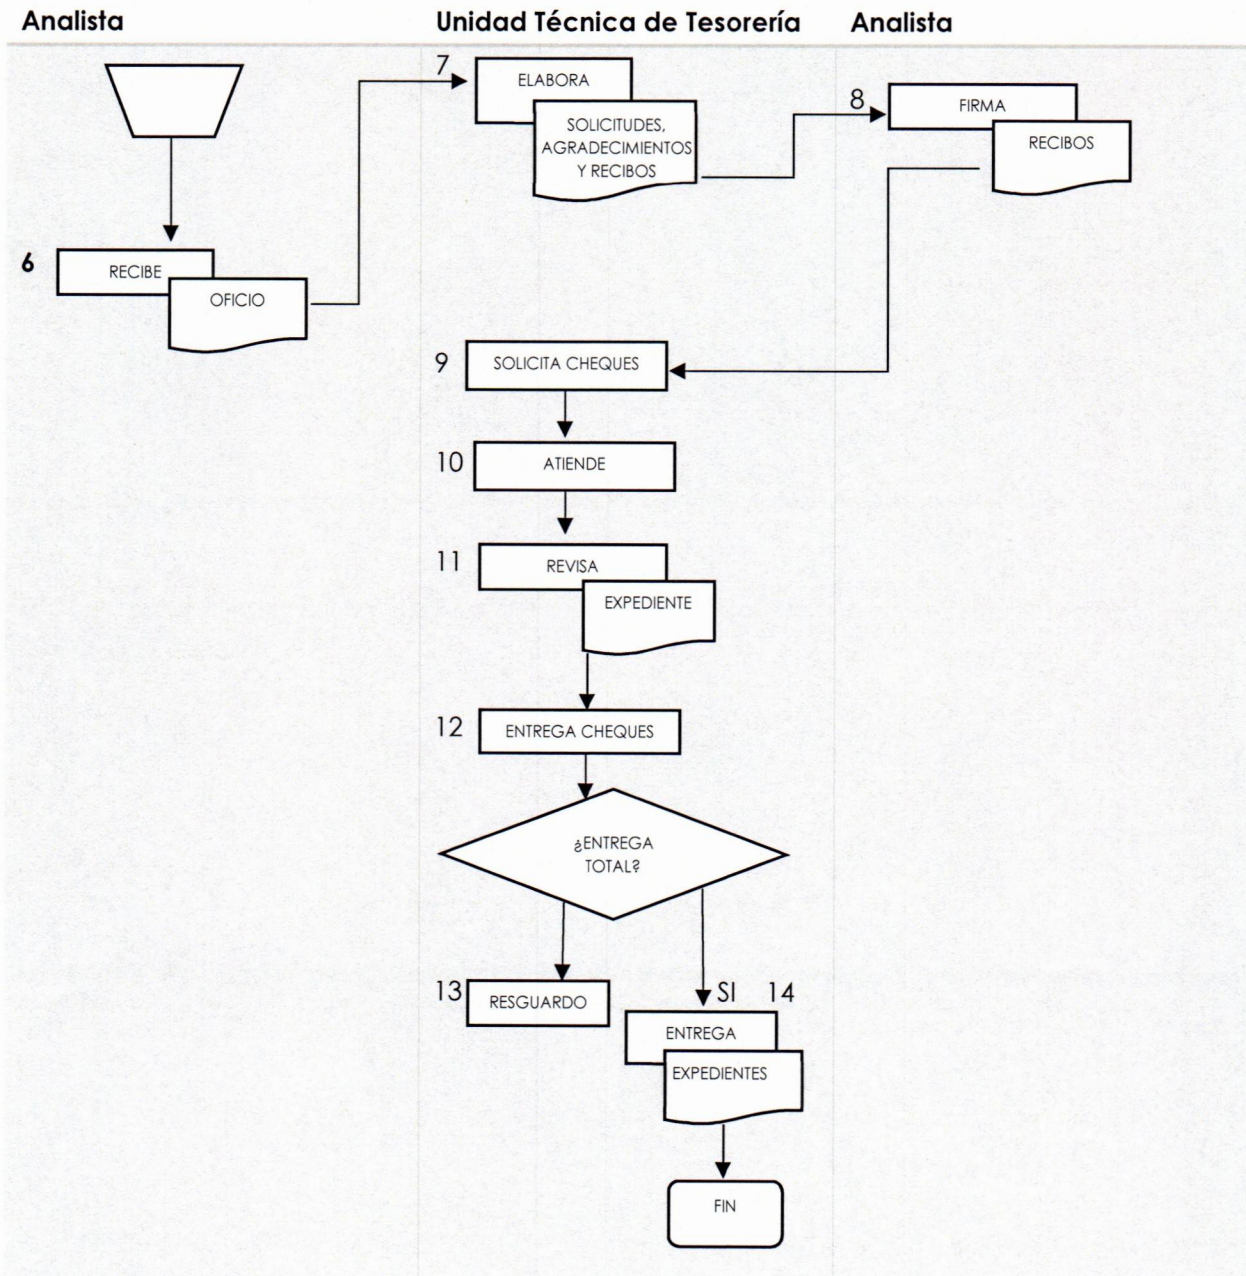 Analista
Unidad Técnica de Tesorería
Analista
7
ELABORA
SOLICITUDES,
AGRADECIMIENTOS
Y RECIBOS
8
FIRMA
RECIBOS
6
RECIBE
OFICIO
9
SOLICITA CHEQUES
10
ATIENDE
11
REVISA
EXPEDIENTE
12
ENTREGA CHEQUES
¿ENTREGA
TOTAL?
13
RESGUARDO
SI
14
ENTREGA
EXPEDIENTES
FIN